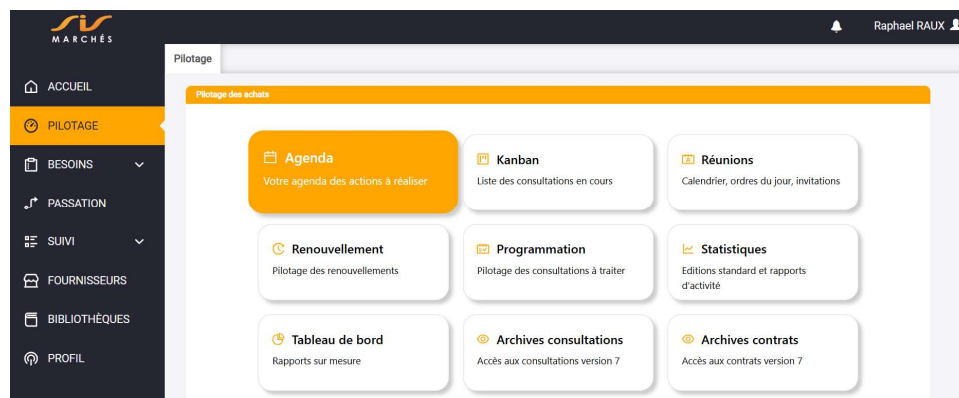 sis
MARCHÉS
Raphael RAUX
Pilotage
ACCUEIL
Pilotage des achats
PILOTAGE
BESOINS
PASSATION
SUIVI
FOURNISSEURS
BIBLIOTHÈQUES
PROFIL
Agenda
Votre agenda des actions à réaliser
Kanban
Liste des consultations en cours
Réunions
Calendrier, ordres du jour, invitations
Renouvellement
Pilotage des renouvellements
Programmation
Pilotage des consultations à traiter
Statistiques
Editions standard et rapports
d'activité
Tableau de bord
Rapports sur mesure
Archives consultations
Accès aux consultations version 7
Archives contrats
Accès aux contrats version 7